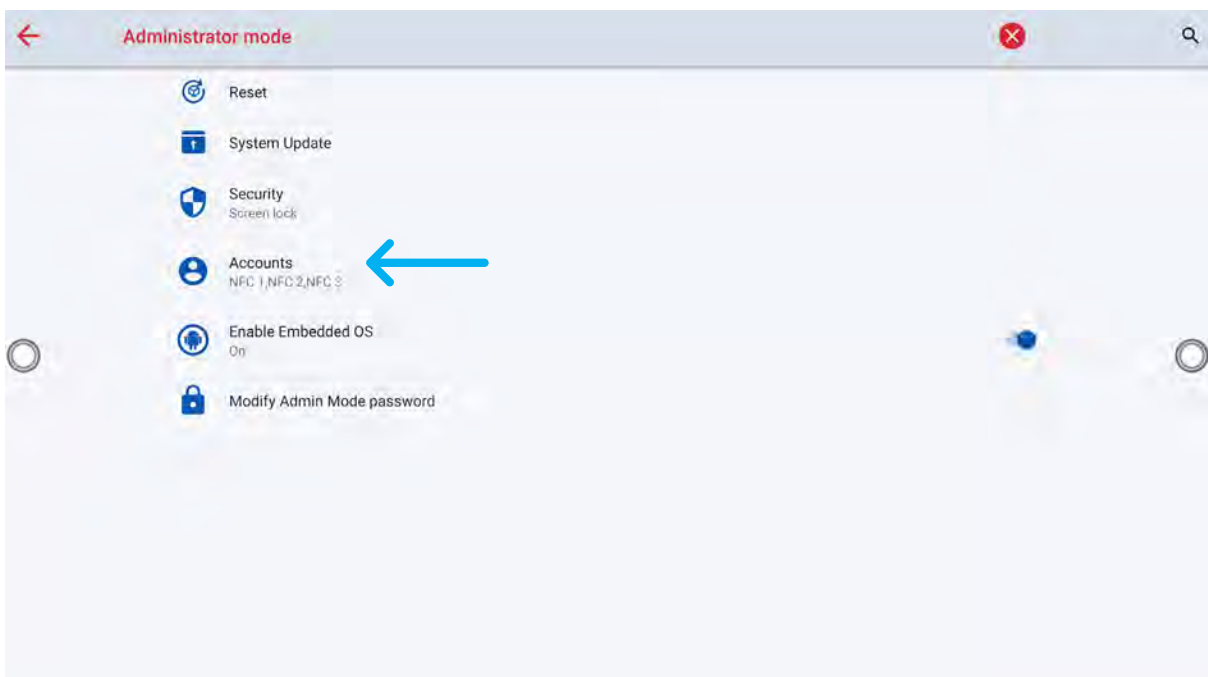 Administrator mode
Reset
System Update
Security
Screen lock
Accounts
NFC 1,NFC 2,NFC 3
Enable Embedded OS
On
Modify Admin Mode password